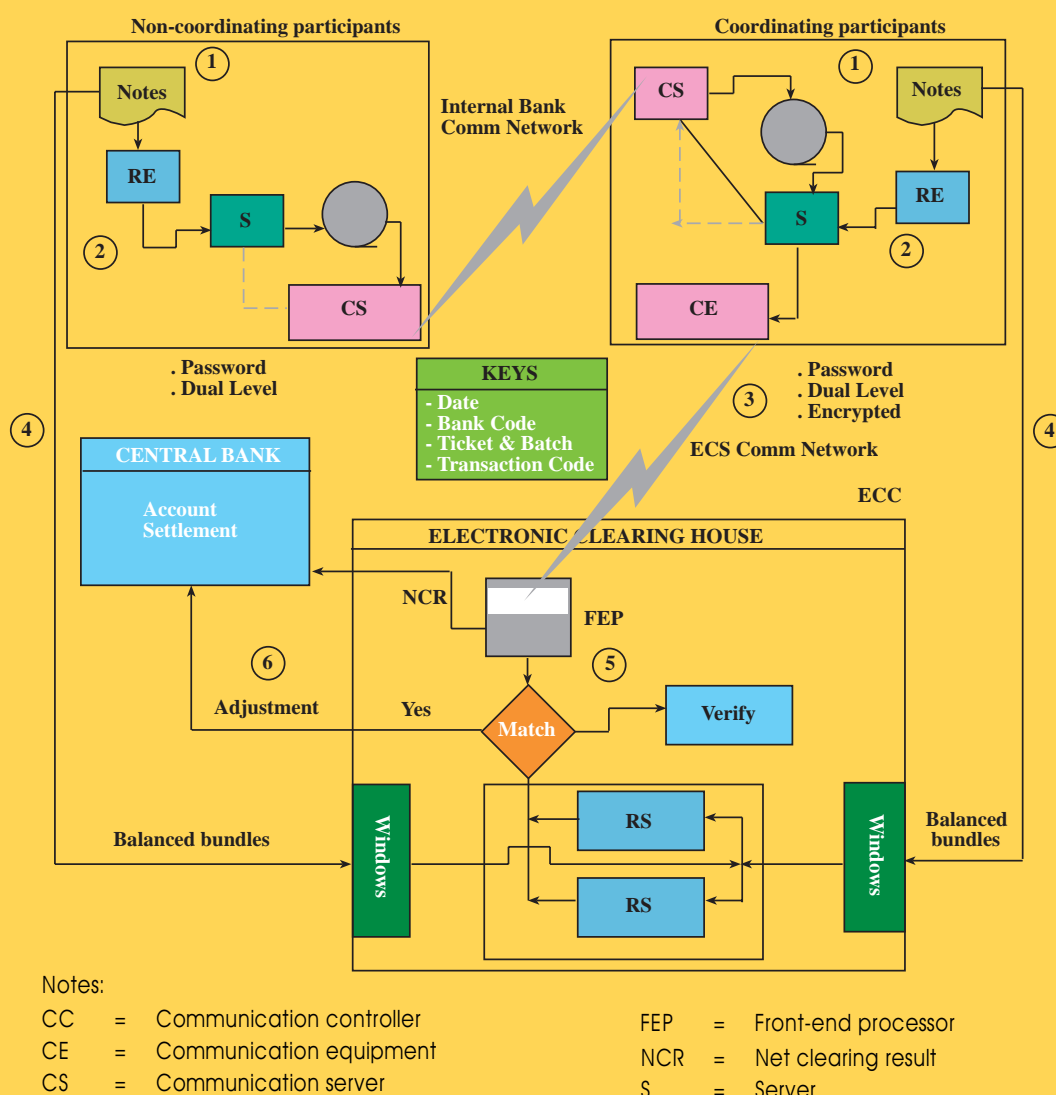 Non-coordinating participants
1
Notes
RE
2
S
CS
. Password
. Dual Level
Internal Bank
Comm Network
Coordinating participants
1
CS
Notes
RE
S
2
CE
. Password
. Dual Level
. Encrypted
3
ECS Comm Network
KEYS
- Date
- Bank Code
- Ticket & Batch
- Transaction Code
4
4
CENTRAL BANK
Account
Settlement
ECC
ELECTRONIC CLEARING HOUSE
NCR
FEP
5
6
Adjustment
Yes
Match
Verify
Balanced bundles
Windows
RS
RS
Windows
Balanced
bundles
Notes:
CC = Communication controller
CE = Communication equipment
CS = Communication server
FEP = Front-end processor
NCR = Net clearing result
S = Server